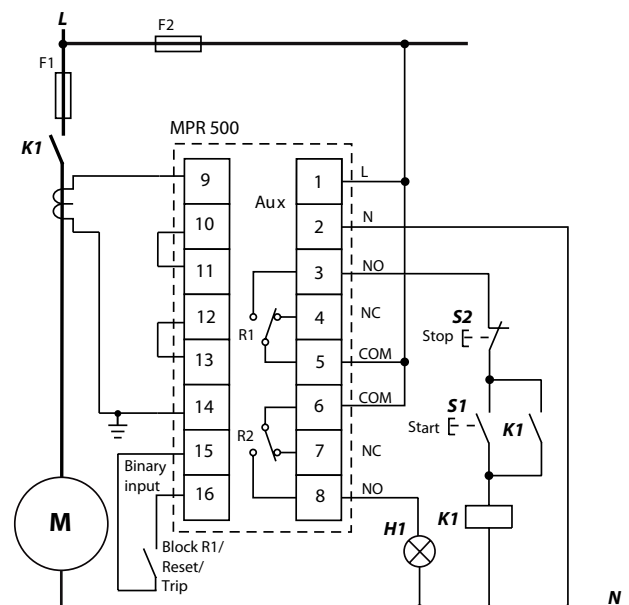 L
F2
F1
K1
MPR 500
9
10
11
12
13
14
15
16
Aux
1
2
3
4
5
6
7
8
L
N
NO
NC
COM
COM
NC
NO
R1
R2
S2
Stop
S1
Start
K1
K1
H1
M
Binary
input
Block R1/
Reset/
Trip
N